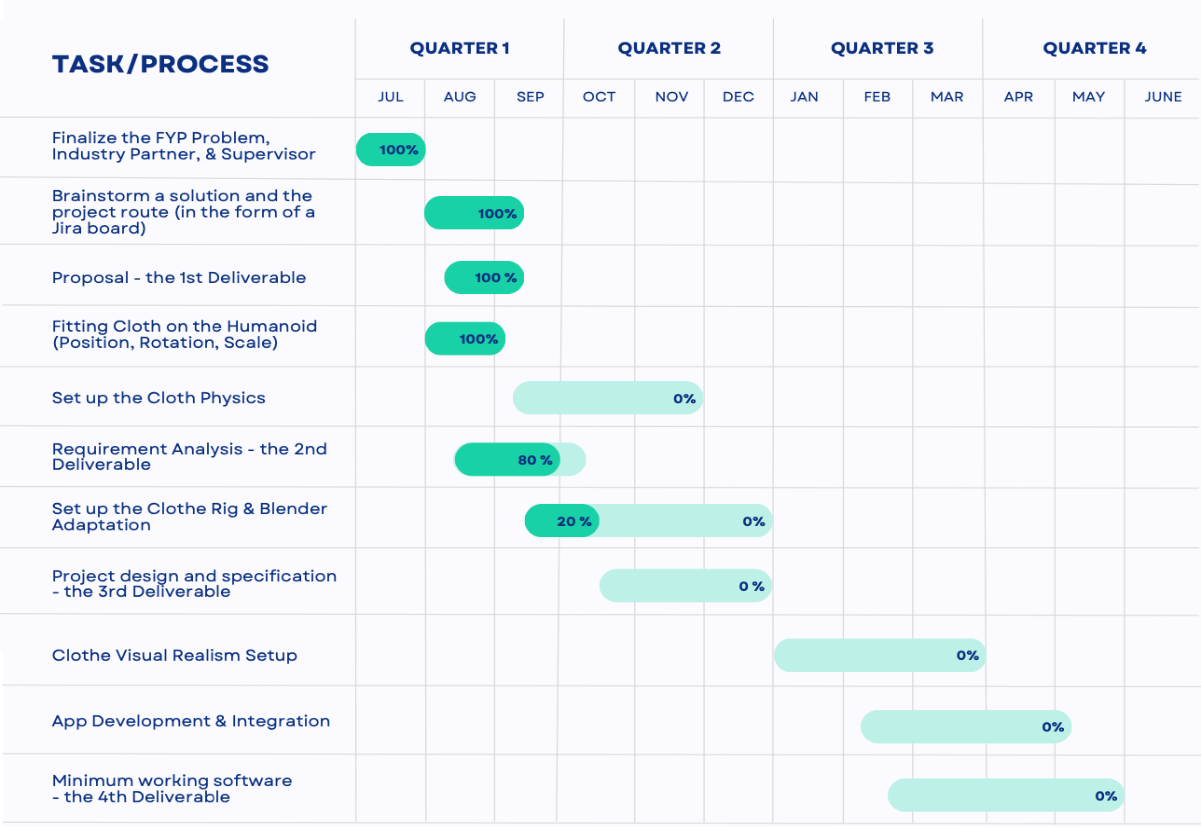 TASK/PROCESS
QUARTER 1
QUARTER 2
QUARTER 3
QUARTER 4
JUL
AUG
SEP
OCT
NOV
DEC
JAN
FEB
MAR
APR
MAY
JUNE
Finalize the FYP Problem,
Industry Partner, & Supervisor
100%
Brainstorm a solution and the
project route (in the form of a
Jira board)
100%
Proposal - the 1st Deliverable
100 %
Fitting Cloth on the Humanoid
(Position, Rotation, Scale)
100%
Set up the Cloth Physics
0%
Requirement Analysis - the 2nd
Deliverable
80 %
Set up the Clothe Rig & Blender
Adaptation
20 %
0%
Project design and specification
- the 3rd Deliverable
0 %
Clothe Visual Realism Setup
0%
App Development & Integration
0%
Minimum working software
- the 4th Deliverable
0%